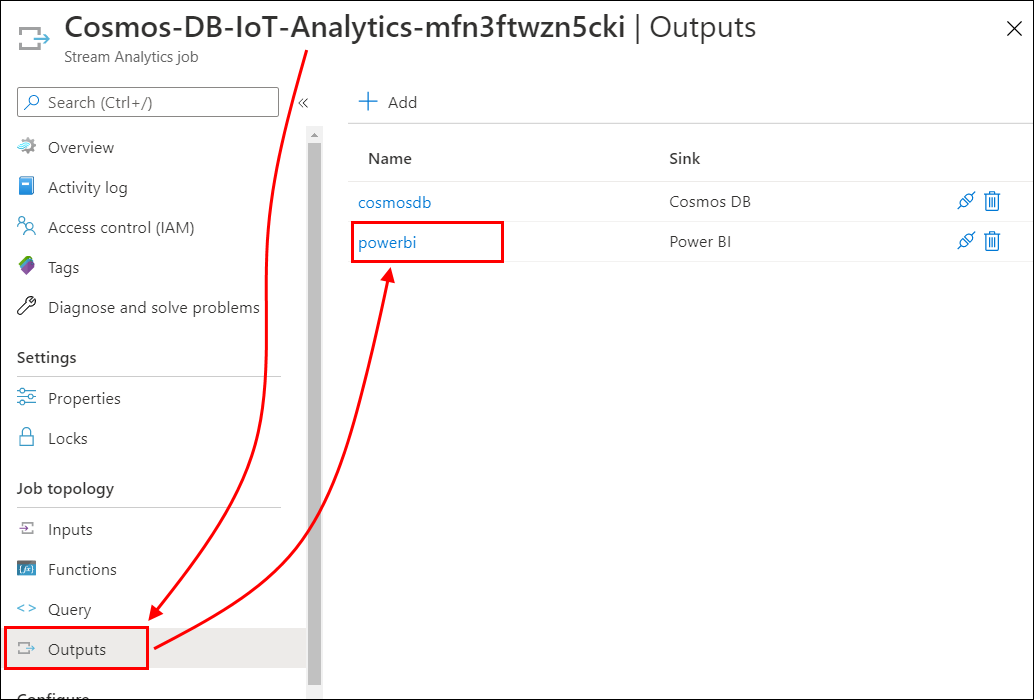 Cosmos-DB-IoT-Analytics-mfn3ftwzn5cki | Outputs
Stream Analytics job
Search (Ctrl+/)
«
Overview
Activity log
Access control (IAM)
Tags
Diagnose and solve problems
Settings
Properties
Locks
Job topology
Inputs
Functions
Query
Outputs
Configure
Add
Name Sink
cosmosdb Cosmos DB
powerbi Power BI